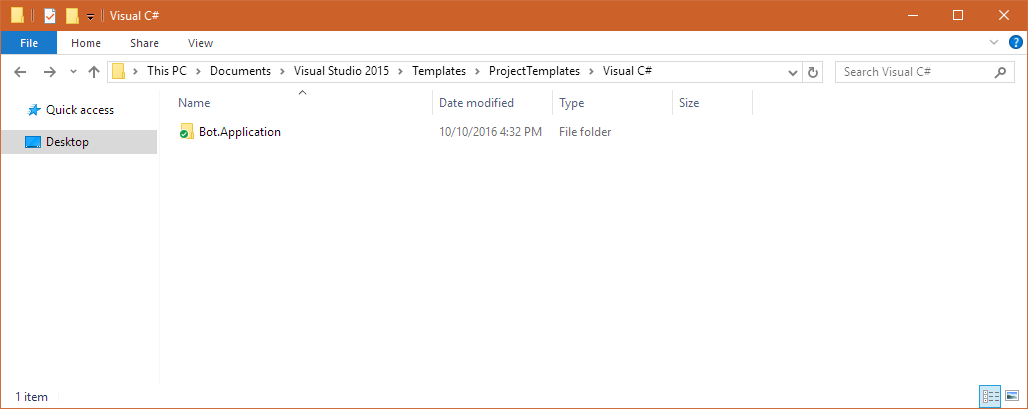 Visual C#
File Home Share View
This PC Documents Visual Studio 2015 Templates ProjectTemplates Visual C# Search Visual C#
Quick access
Desktop
Name Date modified Type Size
Bot.Application 10/10/2016 4:32 PM File folder
1 item